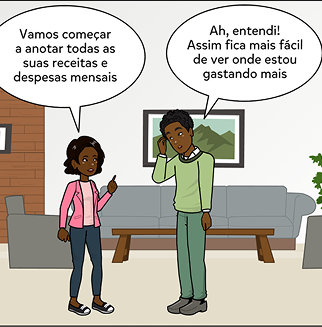 Vamos começar
a anotar todas as
suas receitas e
despesas mensais
Ah, entendi!
Assim fica mais fácil
de ver onde estou
gastando mais